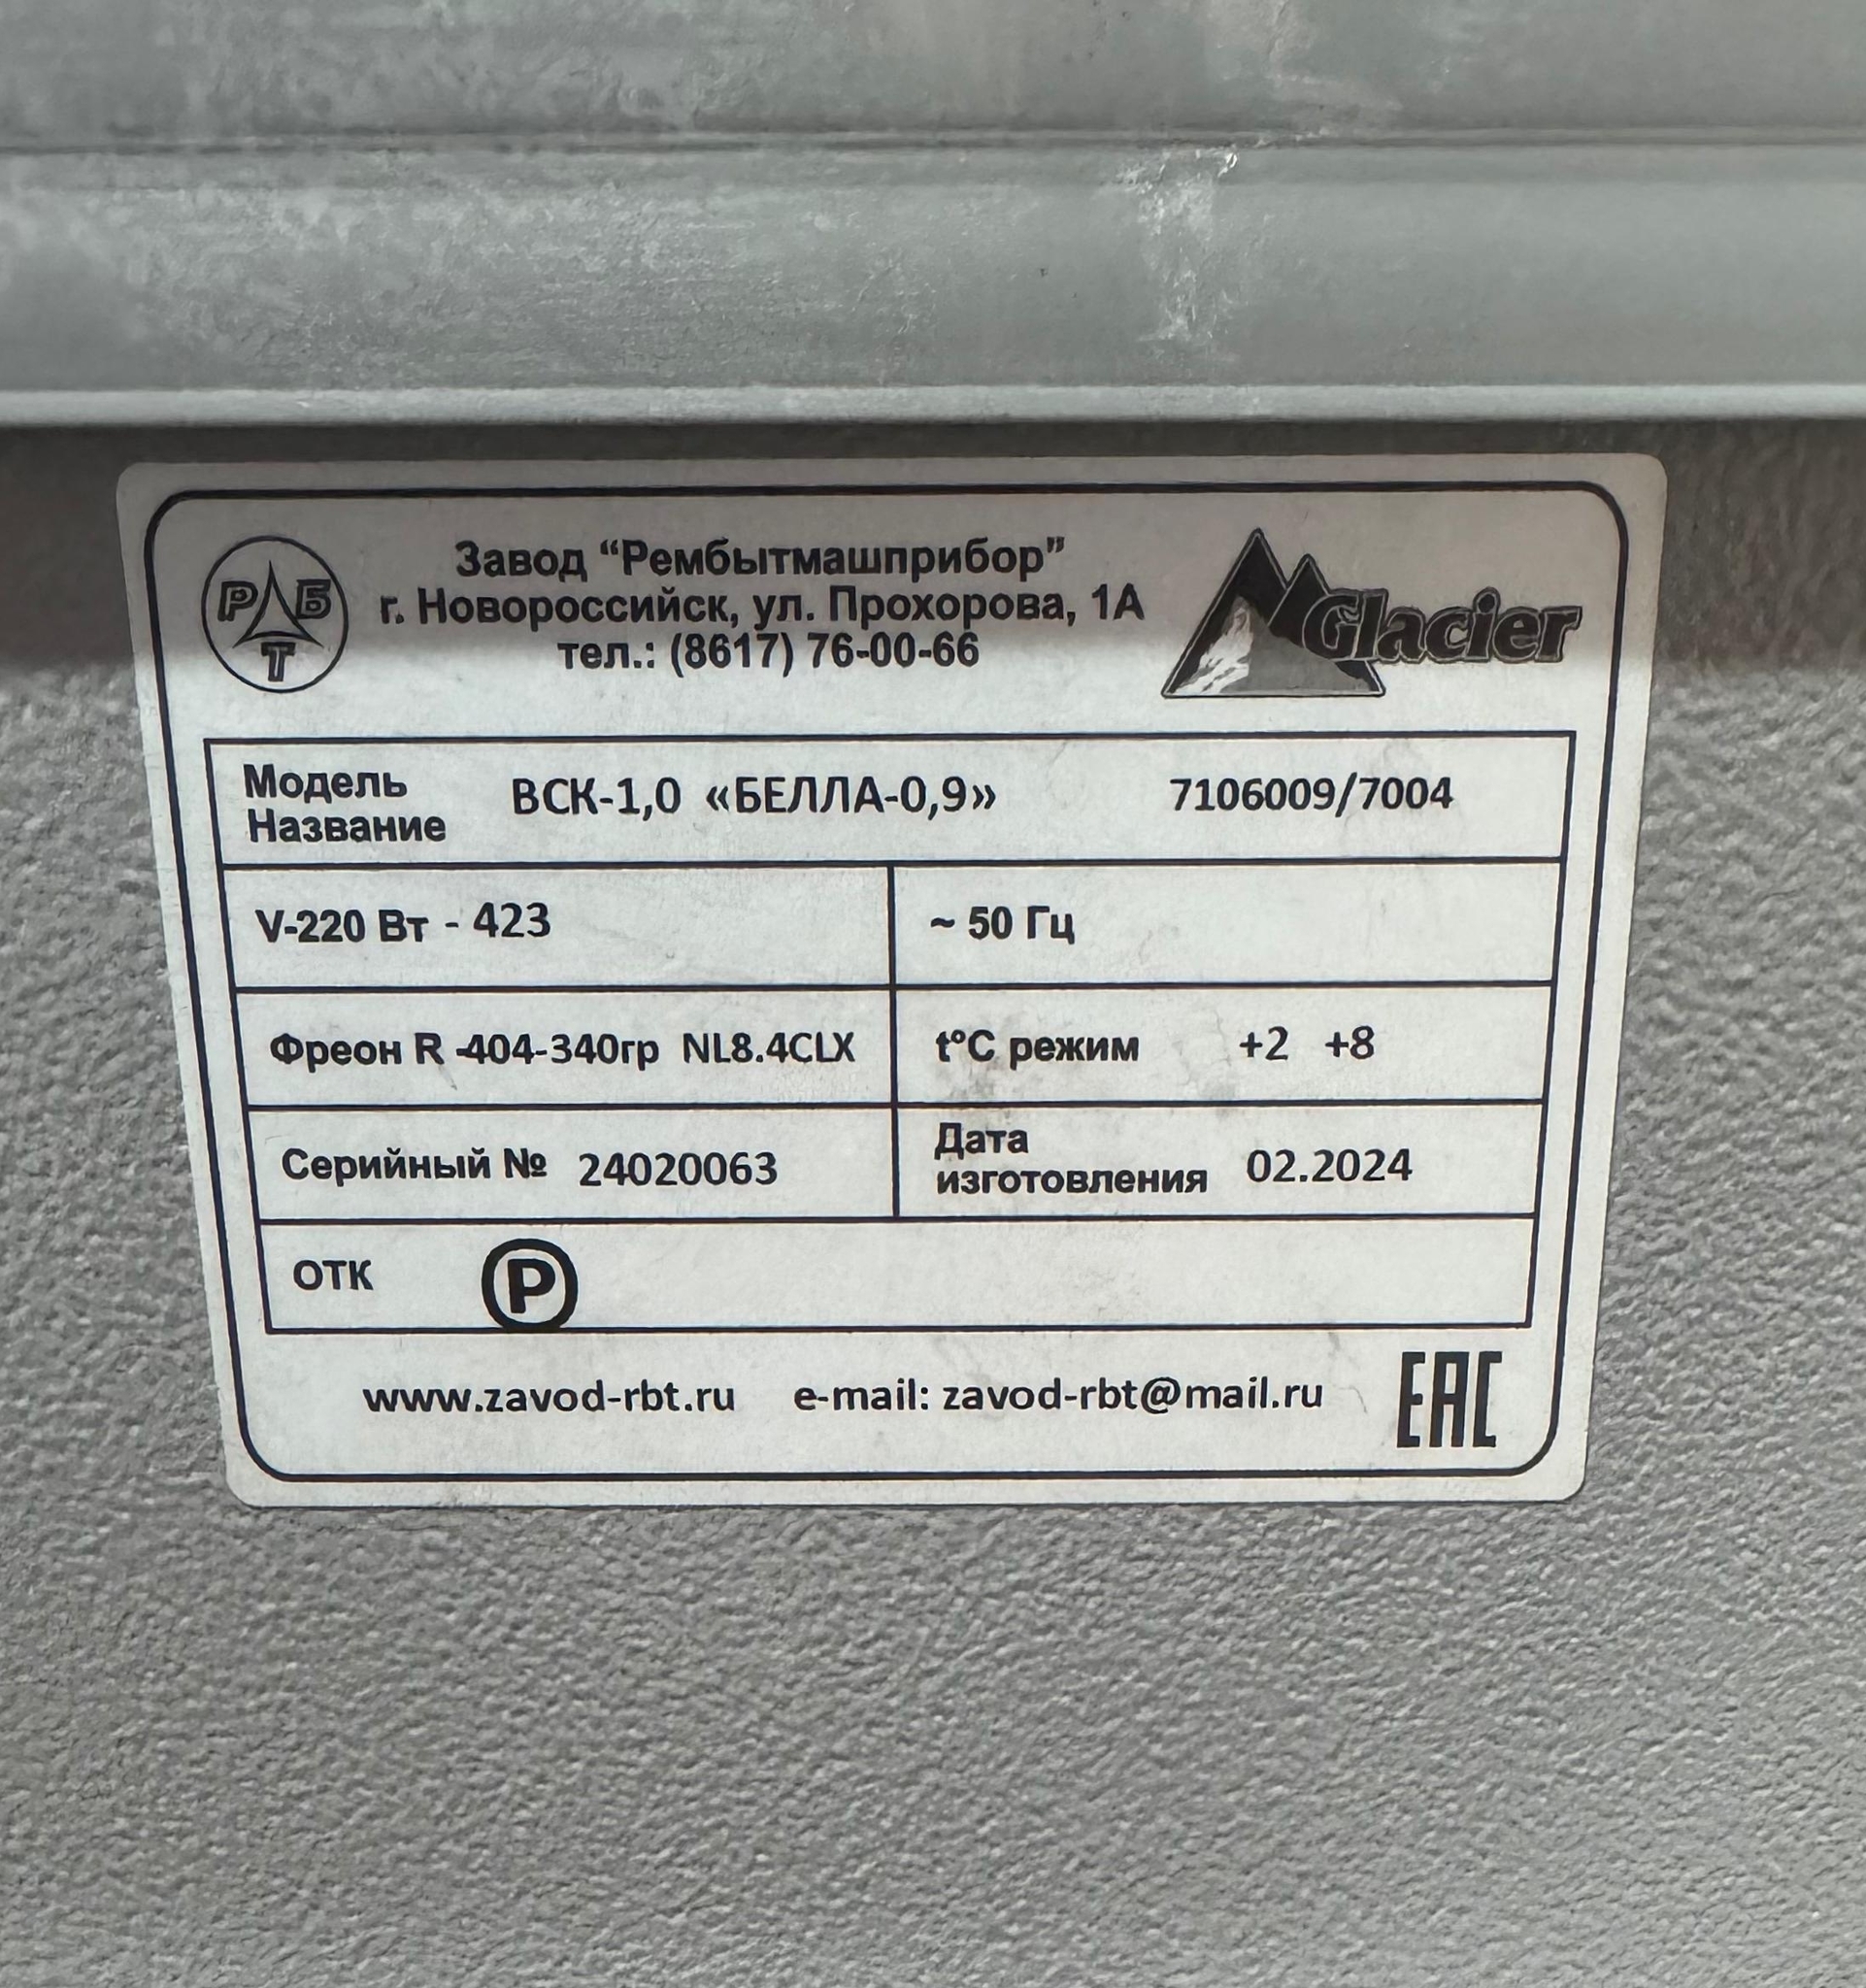 РБТ
Завод “Рембытмашприбор”
г. Новороссийск, ул. Прохорова, 1А
тел.: (8617) 76-00-66
Glacier
Модель
Название
ВСК-1,0 «БЕЛЛА-0,9» 7106009/7004
V-220 Вт - 423
~ 50 Гц
Фреон R -404-340гр NL8.4CLX
t°C режим +2 +8
Серийный № 24020063
Дата
изготовления 02.2024
ОТК Р
www.zavod-rbt.ru e-mail: zavod-rbt@mail.ru
EAC